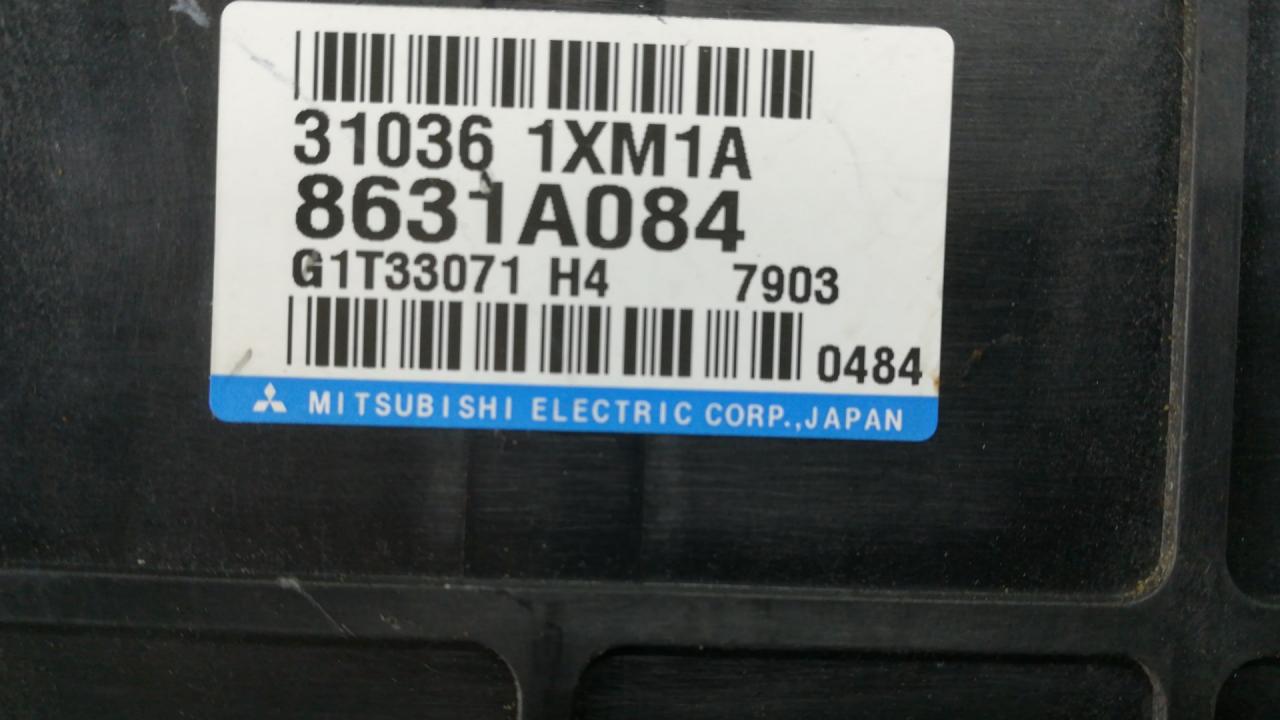 31036 1XM1A
8631A084
G1T33071 H4 7903
0484
MITSUBISHI ELECTRIC CORP.,JAPAN